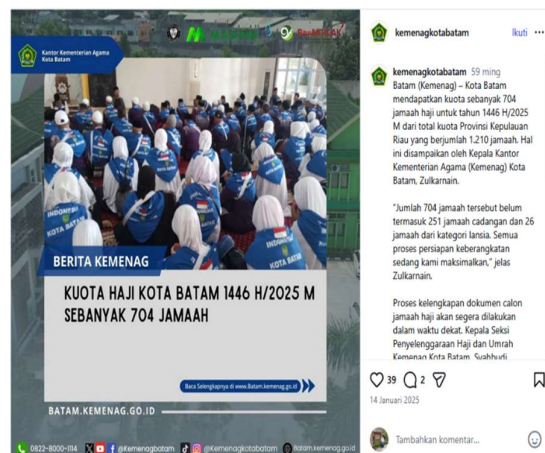 Kantor Kementerian Agama
Kota Batam
INDONESIA
KOTA BATAM
KOTA BATAM
BERITA KEMENAG
KUOTA HAJI KOTA BATAM 1446 H/2025 M
SEBANYAK 704 JAMAAH
Baca Selengkapnya di www.Batam.kemenag.go.id
BATAM.KEMENAG.GO.ID
0822-8000-1114
@Kemenagbatam
@Kemenagkotabatam
Batam.kemenag.go.id
kemenagkotabatam
Ikuti
kemenagkotabatam 59 ming
Batam (Kemenag) – Kota Batam
mendapatkan kuota sebanyak 704
jamaah haji untuk tahun 1446 H/2025
M dari total kuota Provinsi Kepulauan
Riau yang berjumlah 1.210 jamaah. Hal
ini disampaikan oleh Kepala Kantor
Kementerian Agama (Kemenag) Kota
Batam, Zulkarnain.
"Jumlah 704 jamaah tersebut belum
termasuk 251 jamaah cadangan dan 26
jamaah dari kategori lansia. Semua
proses persiapan keberangkatan
sedang kami maksimalkan," jelas
Zulkarnain.
Proses kelengkapan dokumen calon
jamaah haji akan segera dilakukan
dalam waktu dekat. Kepala Seksi
Penyelenggaraan Haji dan Umrah
Kemenag Kota Batam, Syahbudi
39
2
14 Januari 2025
Tambahkan komentar...